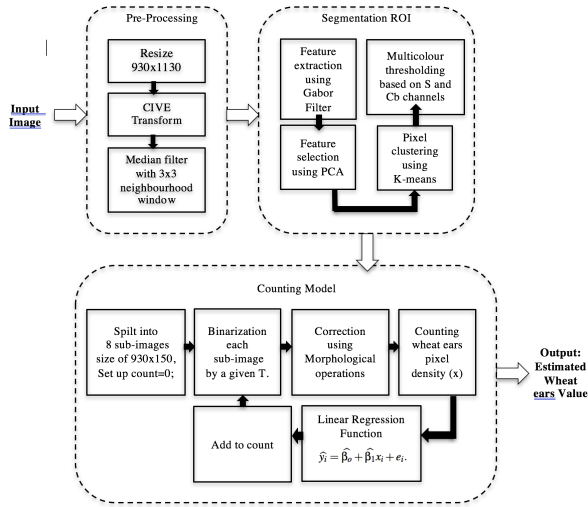 Pre-Processing
Segmentation ROI
Input
Image
Resize
930x1130
CIVE
Transform
Median filter
with 3x3
neighbourhood
window
Feature
extraction
using
Gabor
Filter
Feature
selection
using PCA
Pixel
clustering
using
K-means
Multicolour
thresholding
based on S and
Cb channels
Counting Model
Spilt into
8 sub-images
size of 930x150,
Set up count=0;
Binarization
each
sub-image
by a given T.
Correction
using
Morphological
operations
Counting
wheat ears
pixel
density (x)
Linear Regression
Function
ŷᵢ = β̂ₒ + β̂₁xᵢ + eᵢ.
Add to count
Output:
Estimated
Wheat
ears Value